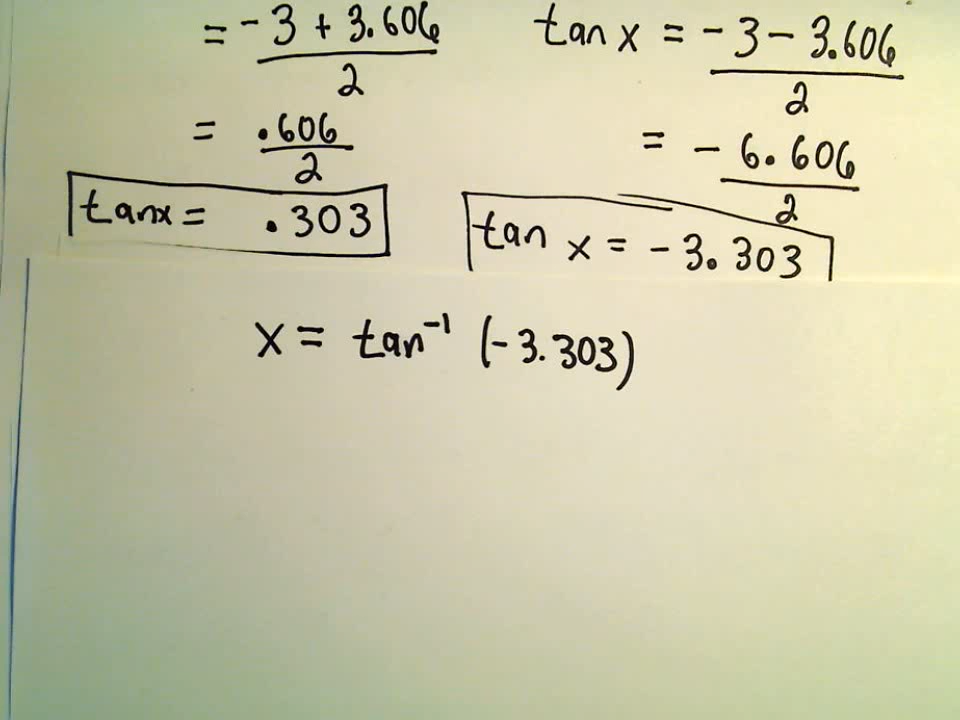 = -3 + 3.606
2
= .606
2
tanx = .303
tan x = -3 - 3.606
2
= - 6.606
2
tan x = - 3.303
x = tan⁻¹ (-3.303)